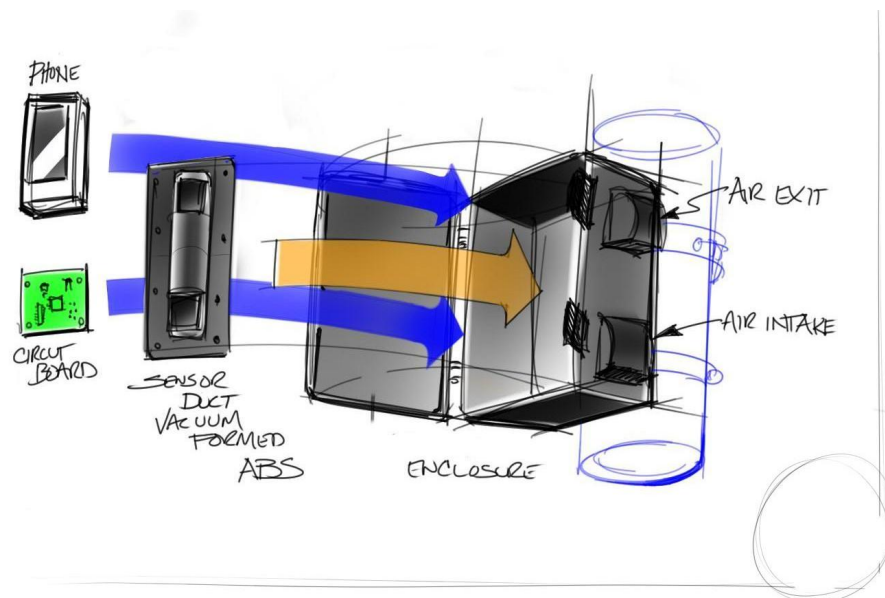 PHONE
CIRCUT
BOARD
SENSOR
DUCT
VACUUM
FORMED
ABS
ENCLOSURE
AIR EXIT
AIR INTAKE